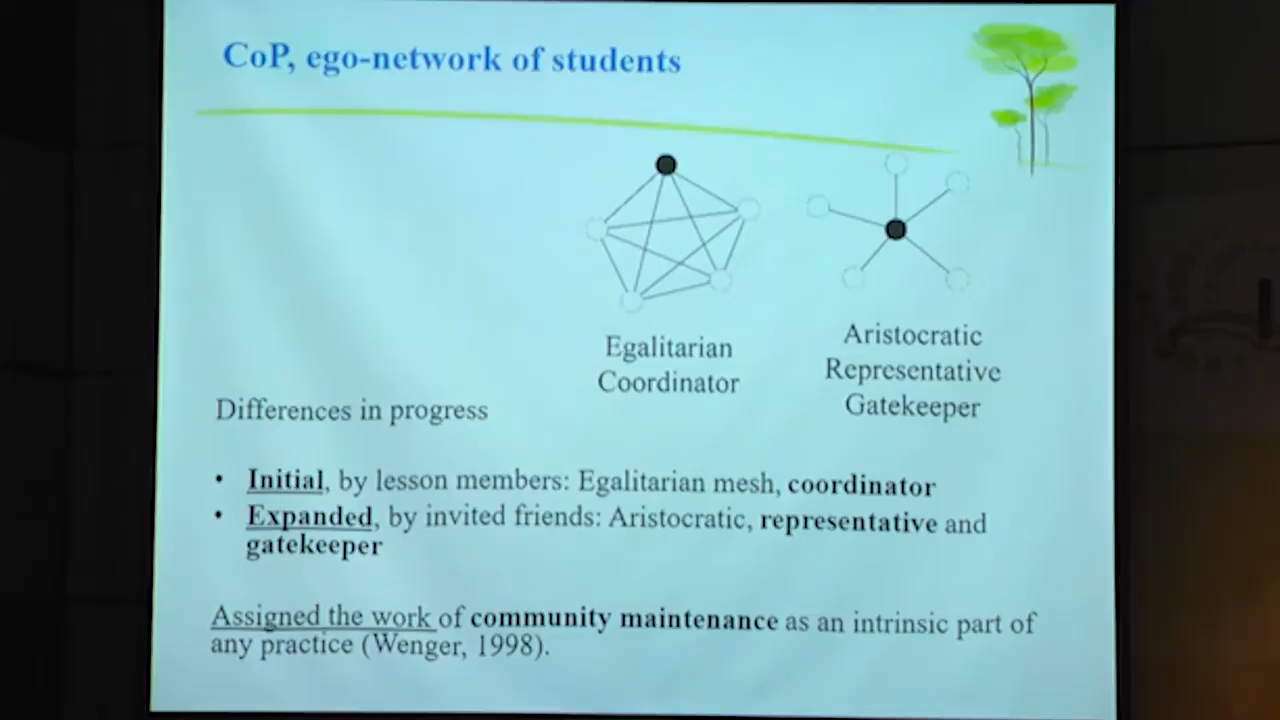 CoP, ego-network of students
Egalitarian
Coordinator
Aristocratic
Representative
Gatekeeper
Differences in progress
• Initial, by lesson members: Egalitarian mesh, coordinator
• Expanded, by invited friends: Aristocratic, representative and
gatekeeper
Assigned the work of community maintenance as an intrinsic part of
any practice (Wenger, 1998).